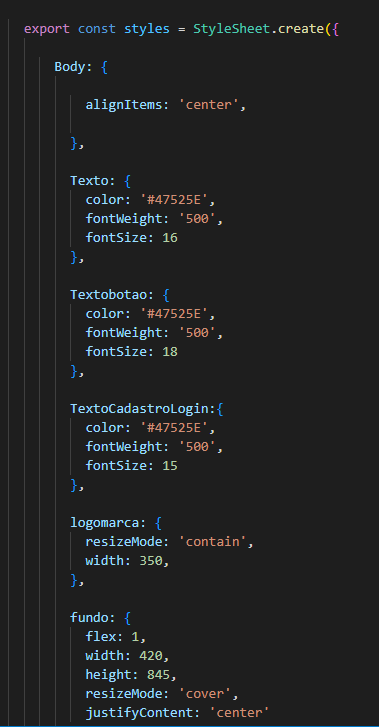 export const styles = StyleSheet.create({
Body: {
alignItems: 'center',
},
Texto: {
color: '#47525E',
fontWeight: '500',
fontSize: 16
},
Textobotao: {
color: '#47525E',
fontWeight: '500',
fontSize: 18
},
TextoCadastroLogin:{
color: '#47525E',
fontWeight: '500',
fontSize: 15
},
logomarca: {
resizeMode: 'contain',
width: 350,
},
fundo: {
flex: 1,
width: 420,
height: 845,
resizeMode: 'cover',
justifyContent: 'center'